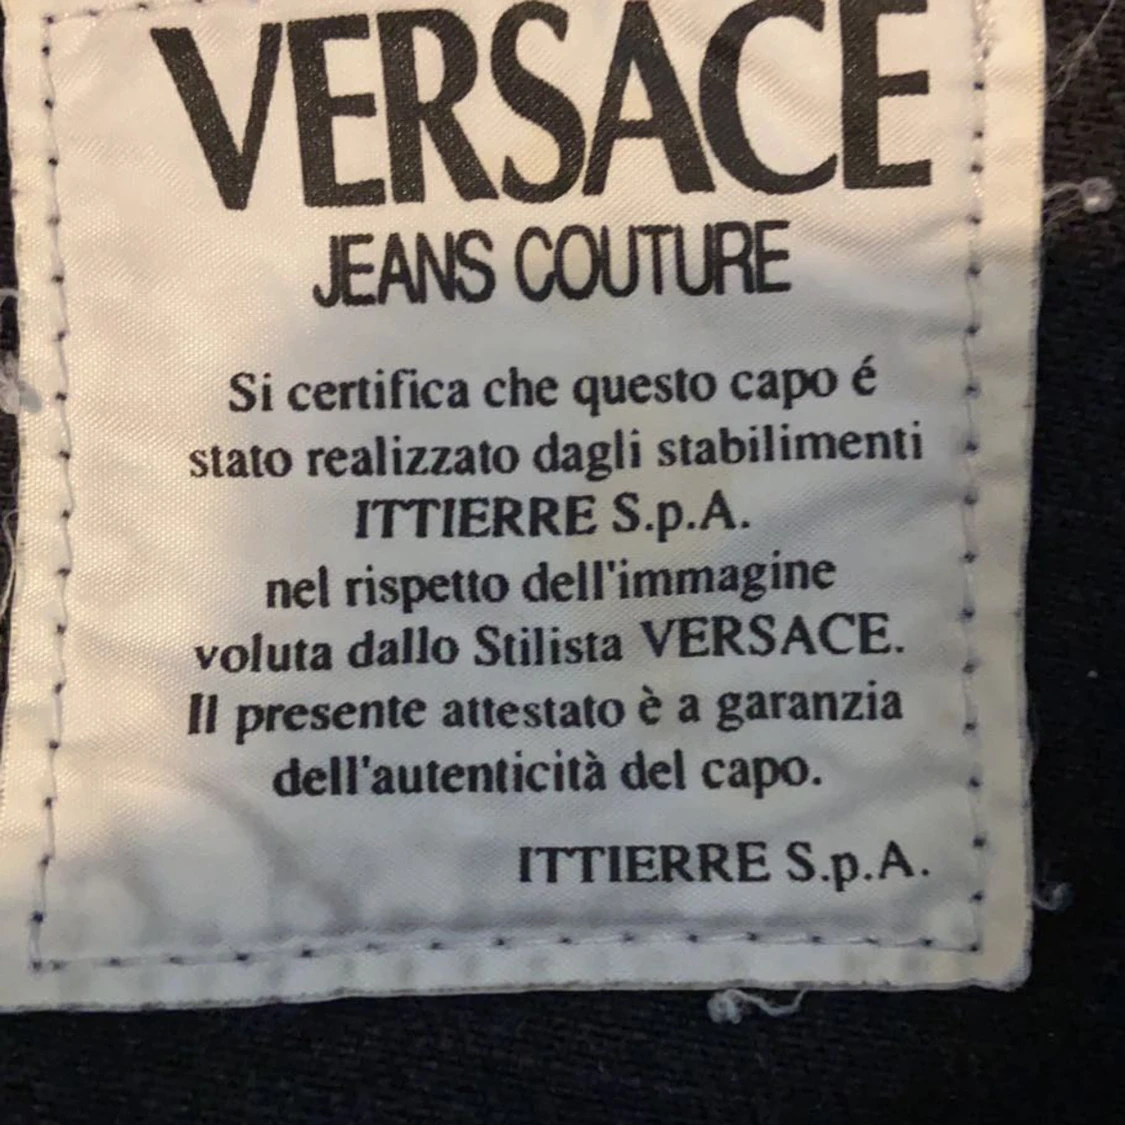 VERSACE
JEANS COUTURE
Si certifica che questo capo é
stato realizzato dagli stabilimenti
ITTIERRE S.p.A.
nel rispetto dell'immagine
voluta dallo Stilista VERSACE.
Il presente attestato è a garanzia
dell'autenticità del capo.
ITTIERRE S.p.A.